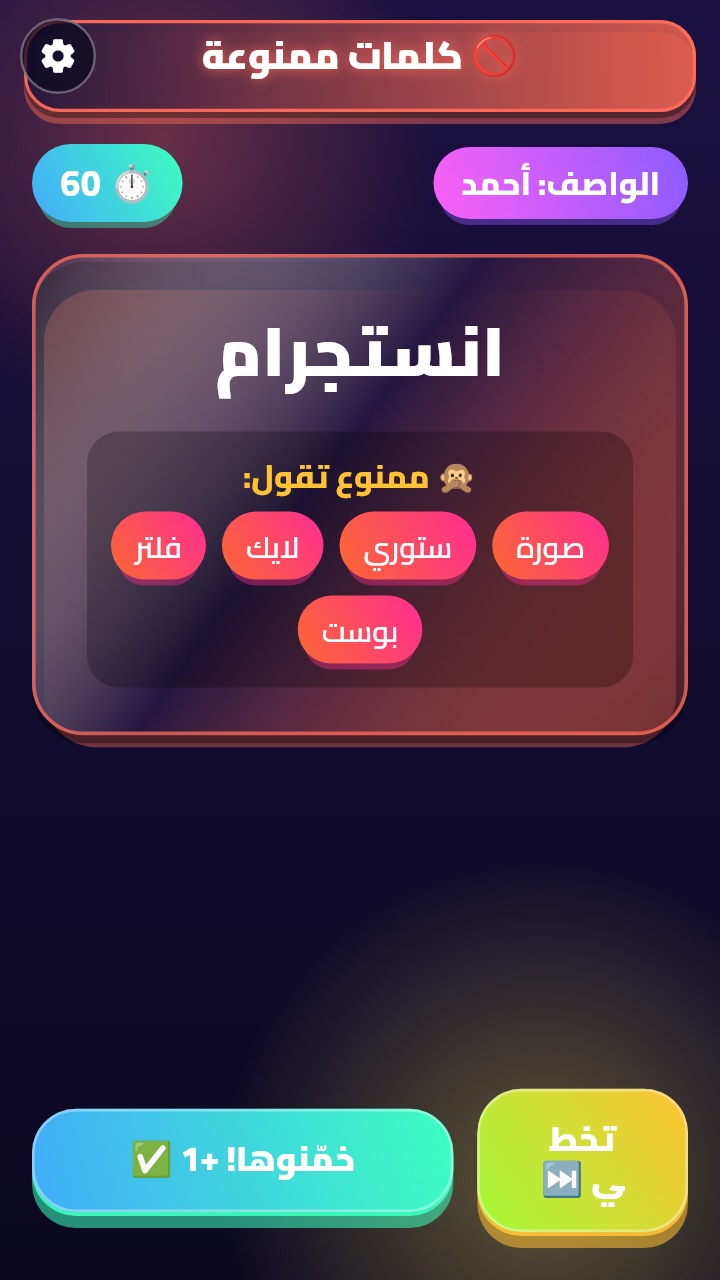 🚫 كلمات ممنوعة
الواصف: أحمد
⏱️ 60
انستجرام
🙊 ممنوع تقول:
صورة ستوري لايك فلتر
بوست
تخط
ي ⏭️
خمّنوها! +1 ✅